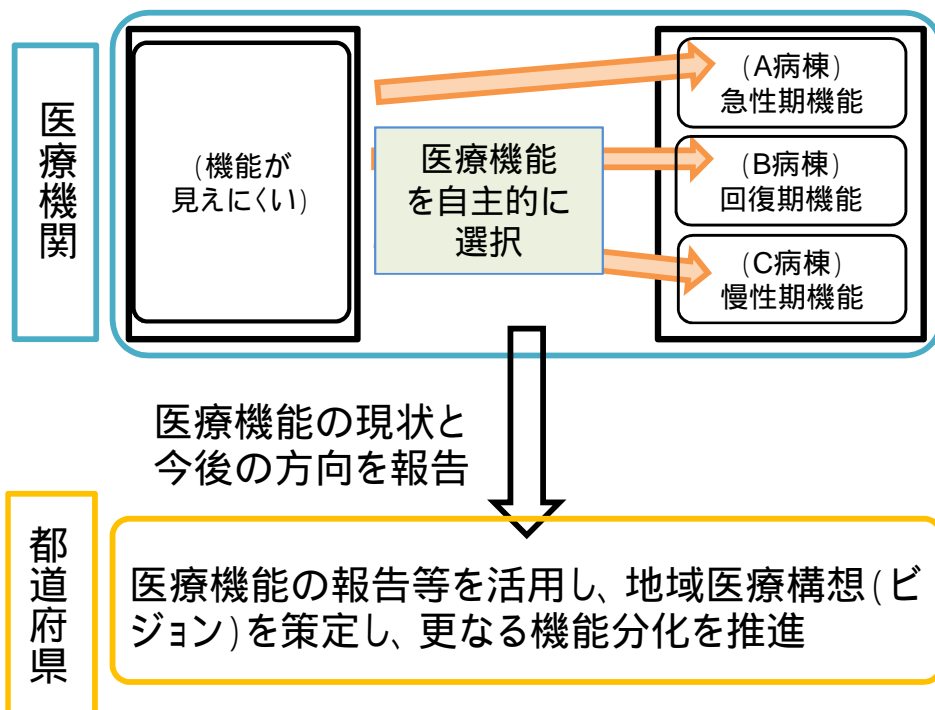 医療機関
(機能が
見えにくい)
医療機能
を自主的に
選択
(A病棟)
急性期機能
(B病棟)
回復期機能
(C病棟)
慢性期機能
医療機能の現状と
今後の方向を報告
都道府県
医療機能の報告等を活用し、地域医療構想(ビ
ジョン)を策定し、更なる機能分化を推進